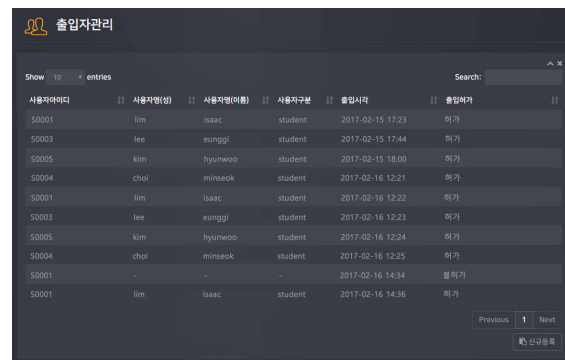 출입자관리
Show 10 entries Search:
사용자아이디 사용자명(성) 사용자명(이름) 사용자구분 출입시각 출입허가
S0001 lim isaac student 2017-02-15 17:23 허가
S0003 lee eunggi student 2017-02-15 17:44 허가
S0005 kim hyunwoo student 2017-02-15 18:00 허가
S0004 choi minseok student 2017-02-16 12:21 허가
S0001 lim isaac student 2017-02-16 12:22 허가
S0003 lee eunggi student 2017-02-16 12:23 허가
S0005 kim hyunwoo student 2017-02-16 12:24 허가
S0004 choi minseok student 2017-02-16 12:25 허가
S0001 - - - 2017-02-16 14:34 불허가
S0001 lim isaac student 2017-02-16 14:36 허가
Previous 1 Next
신규등록